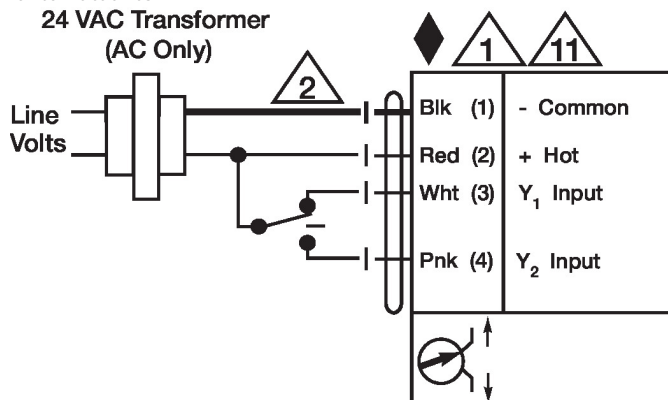 24 VAC Transformer
(AC Only)
Line
Volts
2
1
11
Blk (1) - Common
Red (2) + Hot
Wht (3) Y1 Input
Pnk (4) Y2 Input